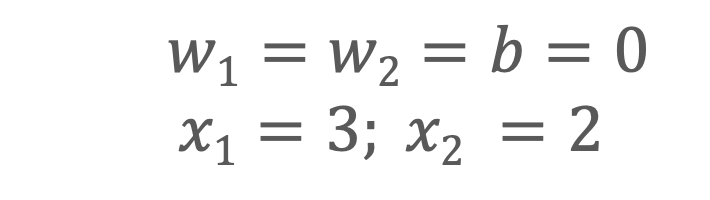 w₁ = w₂ = b = 0
x₁ = 3; x₂ = 2